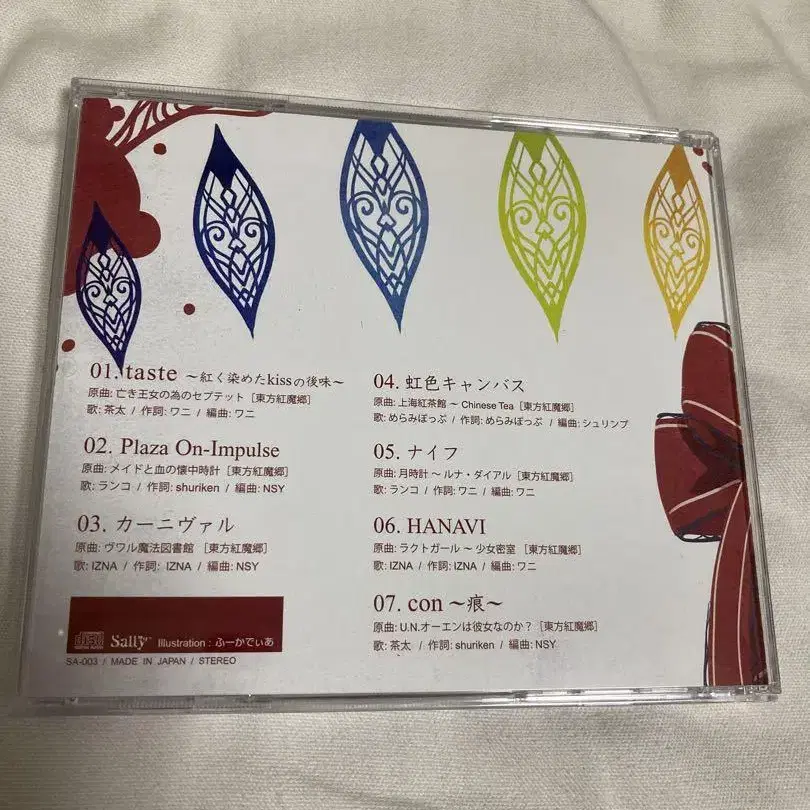 01. taste ～紅く染めたkissの後味～
原曲: 亡き王女の為のセプテット［東方紅魔郷］
歌: 茶太 / 作詞: ワニ / 編曲: ワニ
02. Plaza On-Impulse
原曲: メイドと血の懐中時計［東方紅魔郷］
歌: ランコ / 作詞: shuriken / 編曲: NSY
03. カーニヴァル
原曲: ヴワル魔法図書館［東方紅魔郷］
歌: IZNA / 作詞: IZNA / 編曲: NSY
04. 虹色キャンバス
原曲: 上海紅茶館 ～ Chinese Tea［東方紅魔郷］
歌: めらみぽっぷ / 作詞: めらみぽっぷ / 編曲: シュリンプ
05. ナイフ
原曲: 月時計 ～ ルナ・ダイアル［東方紅魔郷］
歌: ランコ / 作詞: ワニ / 編曲: ワニ
06. HANAVI
原曲: ラクトガール ～ 少女密室［東方紅魔郷］
歌: IZNA / 作詞: IZNA / 編曲: ワニ
07. con ～痕～
原曲: U.N.オーエンは彼女なのか？［東方紅魔郷］
歌: 茶太 / 作詞: shuriken / 編曲: NSY
Sally Illustration : ふーかでぃあ
SA-003 / MADE IN JAPAN / STEREO